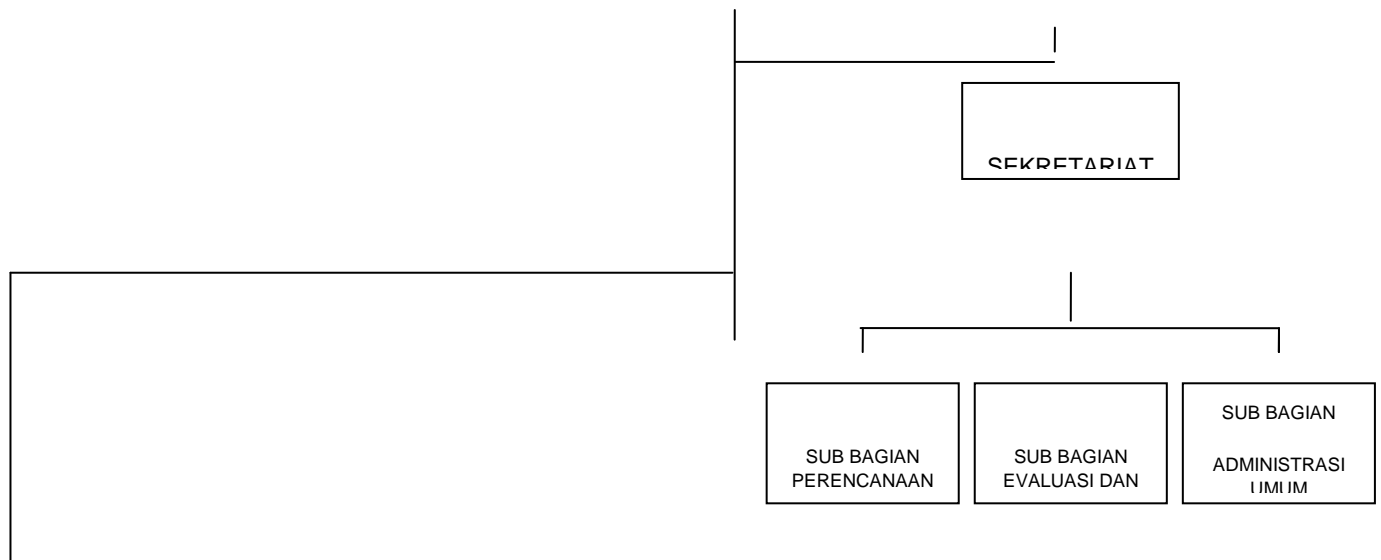 SEKRETARIAT
SUB BAGIAN
PERENCANAAN
SUB BAGIAN
EVALUASI DAN
SUB BAGIAN
ADMINISTRASI
UMUM